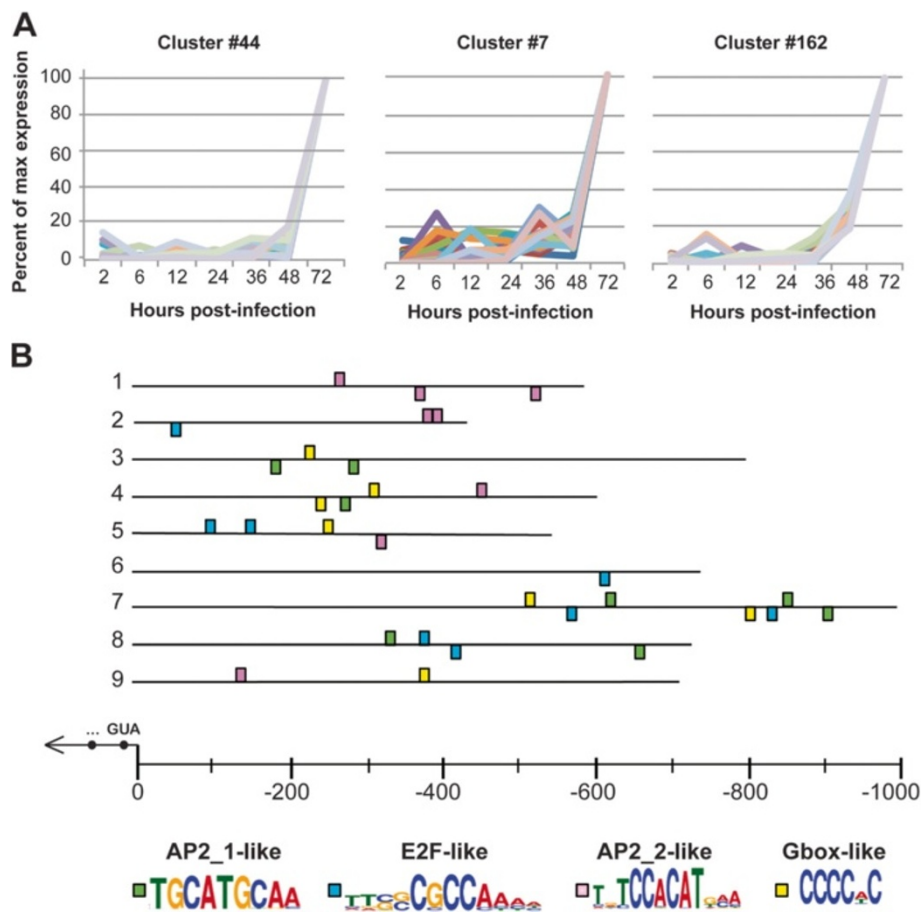 A
Cluster #44 Cluster #7 Cluster #162
Percent of max expression
100
80
60
40
20
0
2 6 12 24 36 48 72 2 6 12 24 36 48 72 2 6 12 24 36 48 72
Hours post-infection Hours post-infection Hours post-infection
B
1
2
3
4
5
6
7
8
9
... GUA
0 -200 -400 -600 -800 -1000
AP2_1-like E2F-like AP2_2-like Gbox-like
TGCATGCAA CGCCAAAA TCCACAT CCCC C